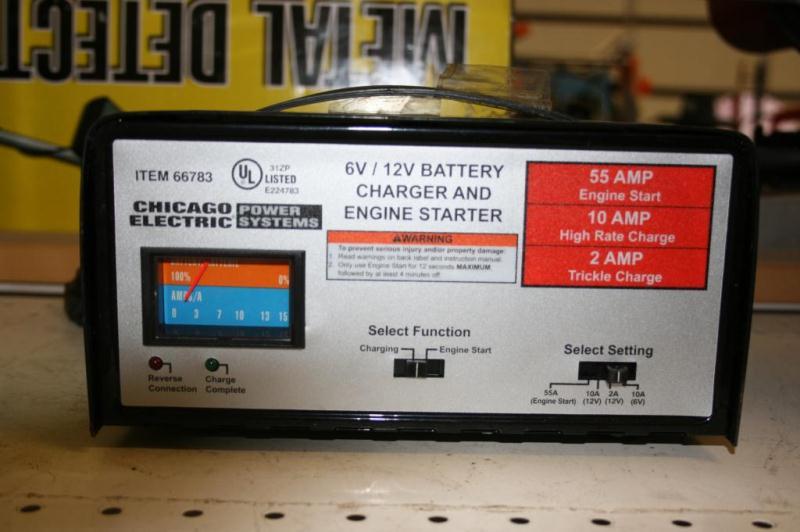 METAL DETECT
ITEM 66783
UL
31ZP
LISTED
E224783
CHICAGO
ELECTRIC
POWER
SYSTEMS
6V / 12V BATTERY
CHARGER AND
ENGINE STARTER
WARNING
To prevent serious injury and/or property damage:
1. Read warnings on back label and instruction manual.
2. Only use Engine Start for 12 seconds MAXIMUM,
followed by at least 4 minutes off.
55 AMP
Engine Start
10 AMP
High Rate Charge
2 AMP
Trickle Charge
100% 0%
AMPS/A
0 3 7 10 13 15
Reverse
Connection
Charge
Complete
Select Function
Charging Engine Start
Select Setting
55A
(Engine Start)
10A
(12V)
2A
(12V)
10A
(6V)